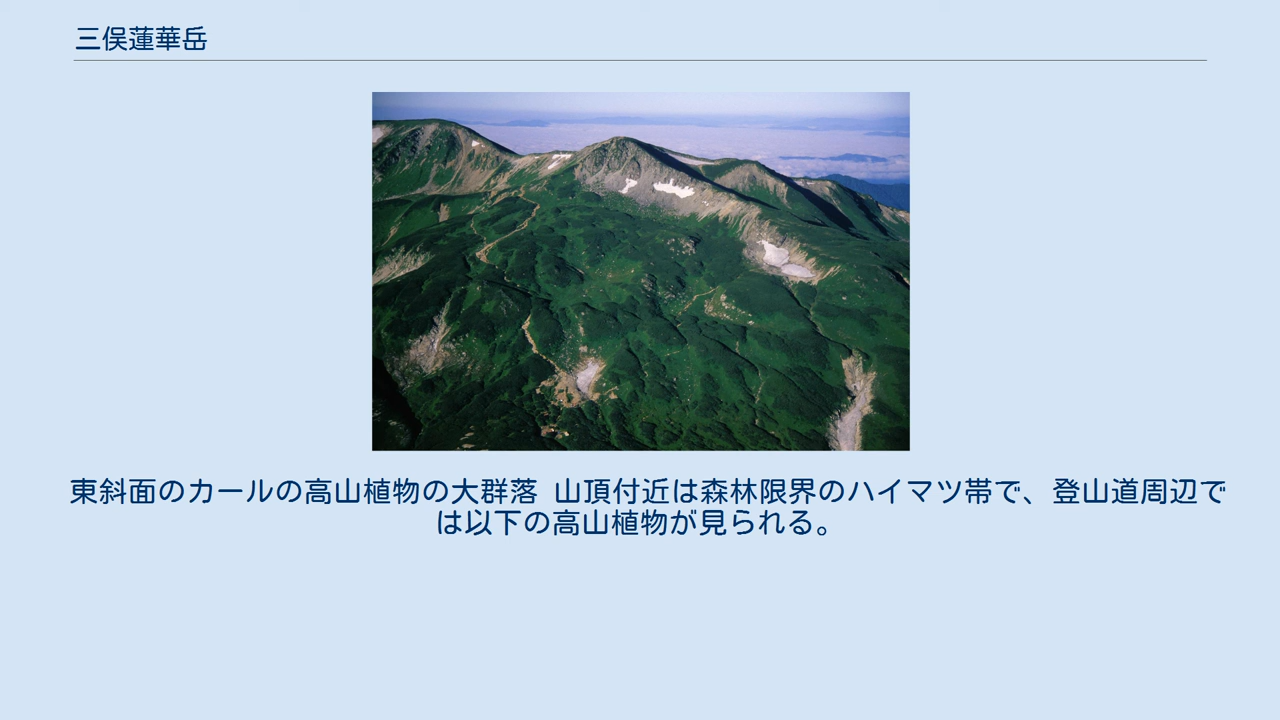 三俣蓮華岳
東斜面のカールの高山植物の大群落 山頂付近は森林限界のハイマツ帯で、登山道周辺で
は以下の高山植物が見られる。